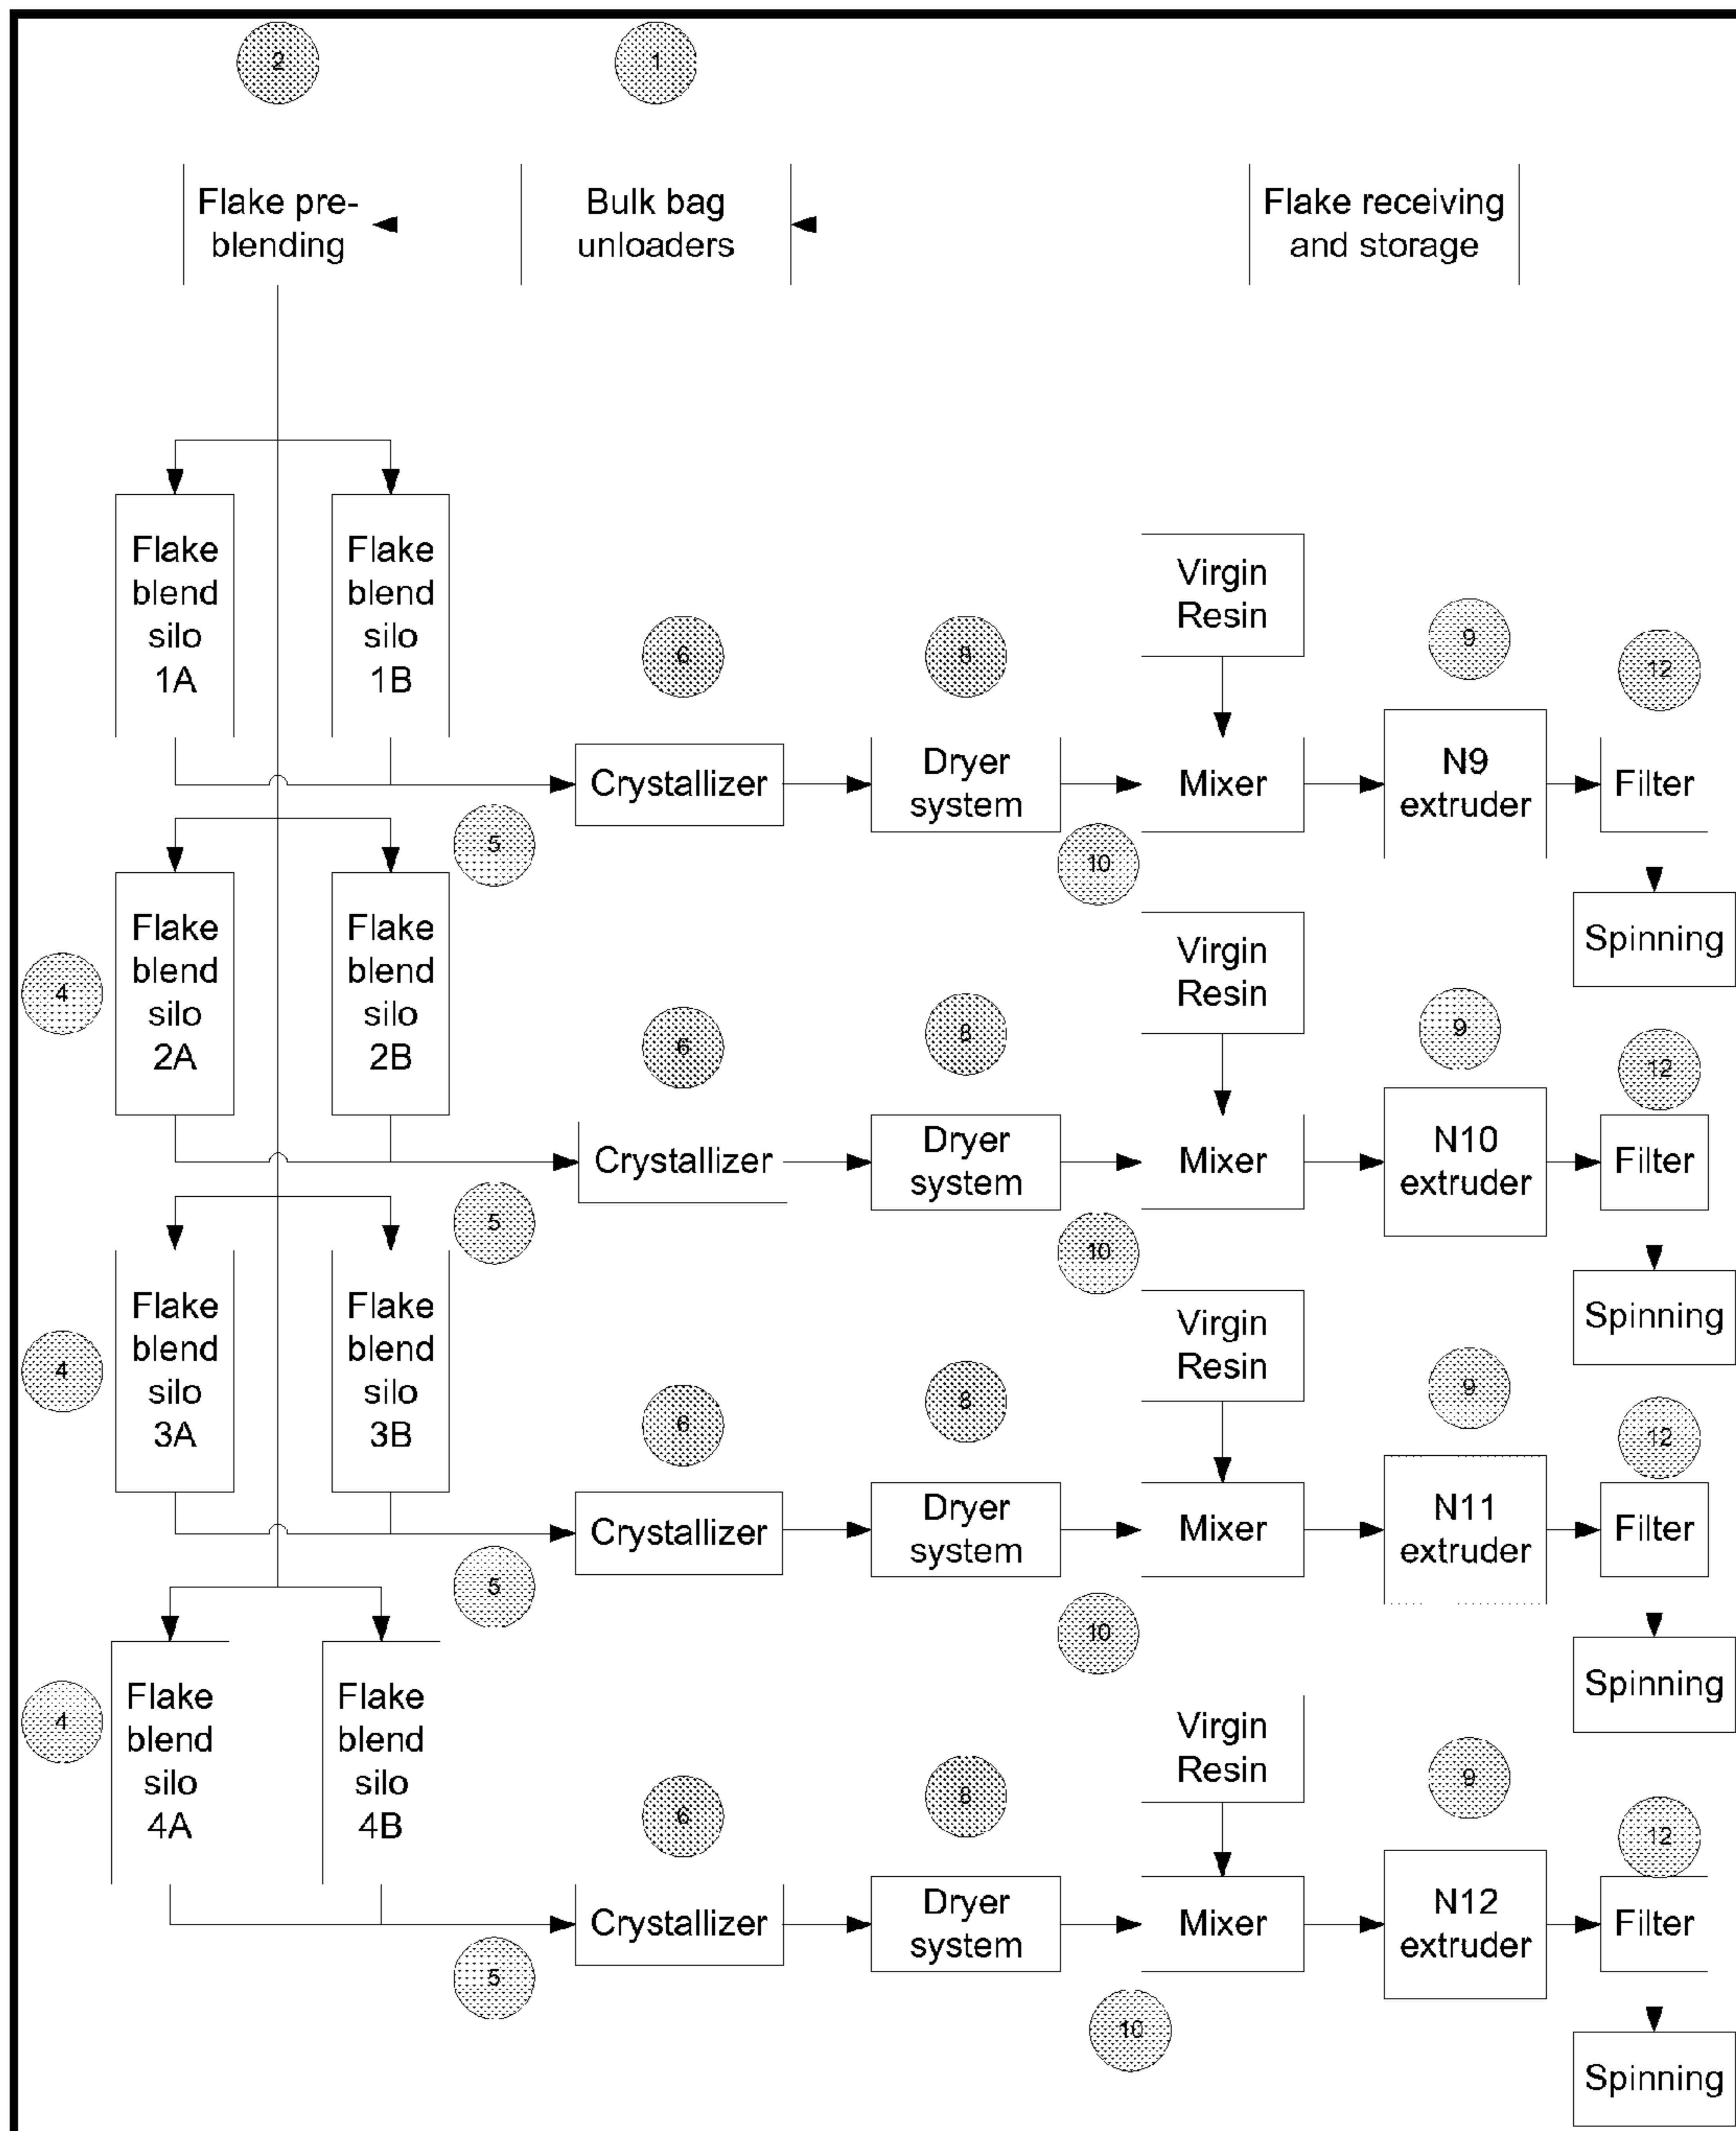 2
1
Flake pre-
blending
Bulk bag
unloaders
Flake receiving
and storage
Flake
blend
silo
1A
Flake
blend
silo
1B
6
8
Virgin
Resin
9
12
Crystallizer
Dryer
system
Mixer
N9
extruder
Filter
5
10
Spinning
4
Flake
blend
silo
2A
Flake
blend
silo
2B
6
8
Virgin
Resin
9
12
Crystallizer
Dryer
system
Mixer
N10
extruder
Filter
5
10
Spinning
4
Flake
blend
silo
3A
Flake
blend
silo
3B
6
8
Virgin
Resin
9
12
Crystallizer
Dryer
system
Mixer
N11
extruder
Filter
5
10
Spinning
4
Flake
blend
silo
4A
Flake
blend
silo
4B
6
8
Virgin
Resin
9
12
Crystallizer
Dryer
system
Mixer
N12
extruder
Filter
5
10
Spinning